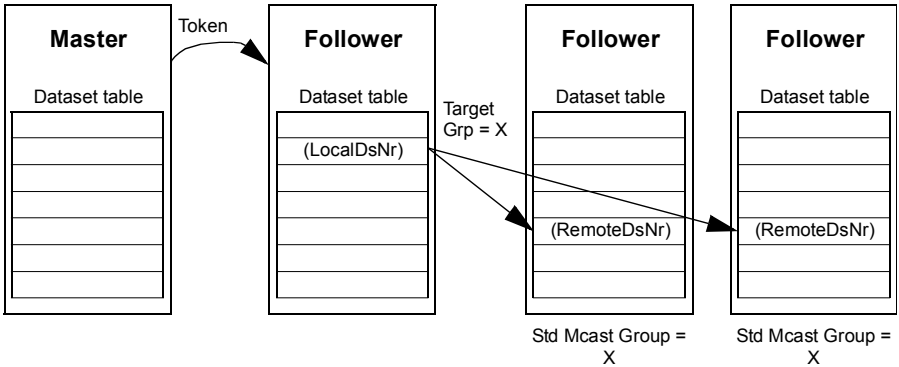 Master
Token
Follower
Follower
Follower
Dataset table
Dataset table
Dataset table
Dataset table
Target
Grp = X
(LocalDsNr)
(RemoteDsNr)
(RemoteDsNr)
Std Mcast Group =
X
Std Mcast Group =
X